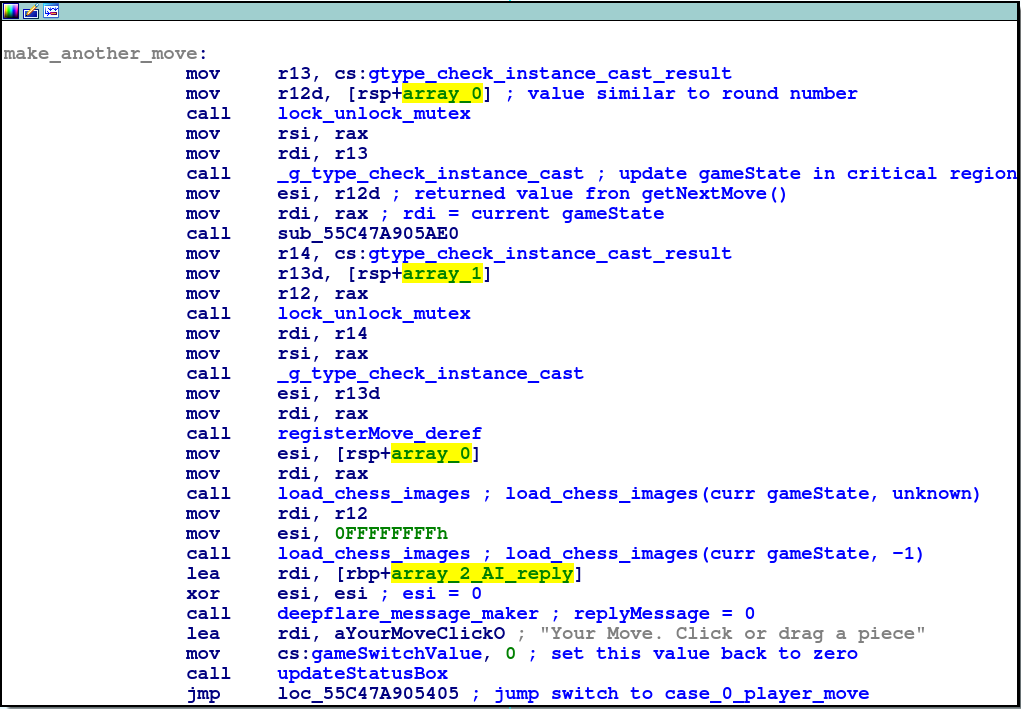 make_another_move:
mov r13, cs:gtype_check_instance_cast_result
mov r12d, [rsp+array_0] ; value similar to round number
call lock_unlock_mutex
mov rsi, rax
mov rdi, r13
call _g_type_check_instance_cast ; update gameState in critical region
mov esi, r12d ; returned value fron getNextMove()
mov rdi, rax ; rdi = current gameState
call sub_55C47A905AE0
mov r14, cs:gtype_check_instance_cast_result
mov r13d, [rsp+array_1]
mov r12, rax
call lock_unlock_mutex
mov rdi, r14
mov rsi, rax
call _g_type_check_instance_cast
mov esi, r13d
mov rdi, rax
call registerMove_deref
mov esi, [rsp+array_0]
mov rdi, rax
call load_chess_images ; load_chess_images(curr gameState, unknown)
mov rdi, r12
mov esi, 0FFFFFFFFh
call load_chess_images ; load_chess_images(curr gameState, -1)
lea rdi, [rbp+array_2_AI_reply]
xor esi, esi ; esi = 0
call deepflare_message_maker ; replyMessage = 0
lea rdi, aYourMoveClickO ; "Your Move. Click or drag a piece"
mov cs:gameSwitchValue, 0 ; set this value back to zero
call updateStatusBox
jmp loc_55C47A905405 ; jump switch to case_0_player_move